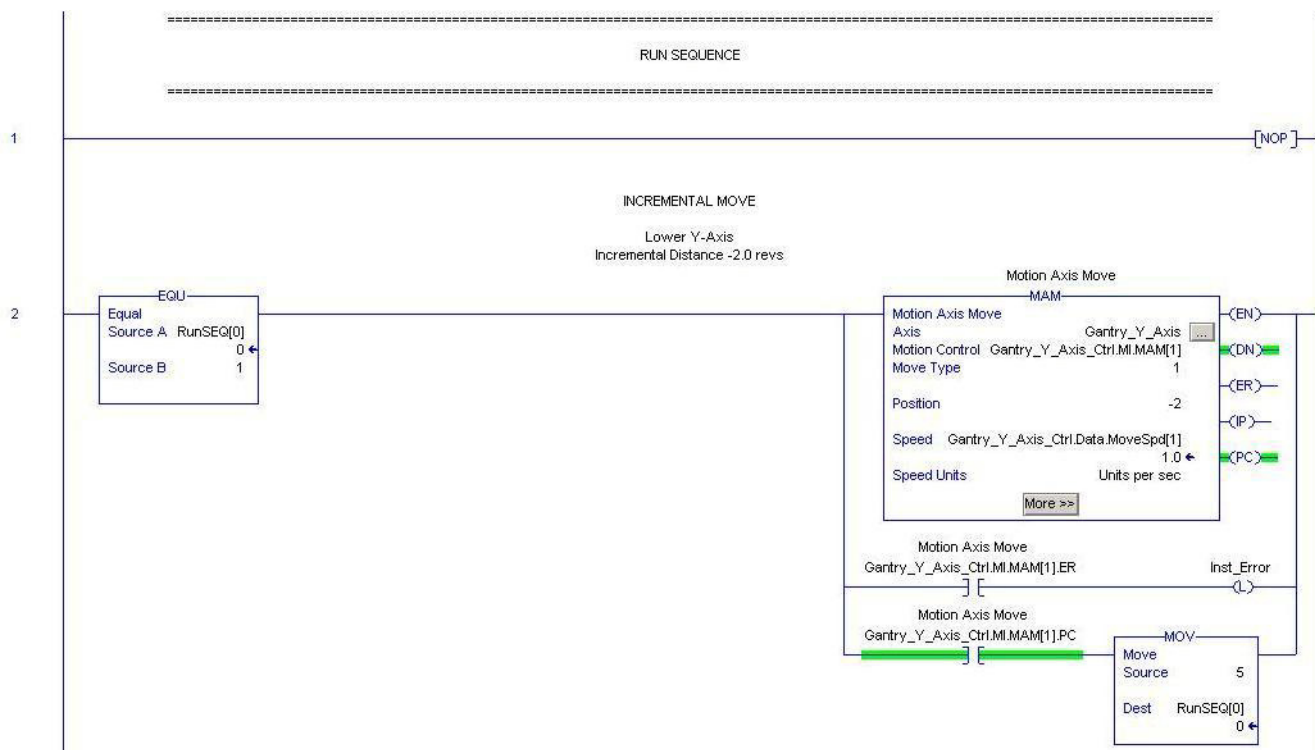 ================================================================
RUN SEQUENCE
================================================================
1
NOP
INCREMENTAL MOVE
Lower Y-Axis
Incremental Distance -2.0 revs
2
EQU
Equal
Source A RunSEQ[0]
0
Source B 1
Motion Axis Move
MAM
Motion Axis Move
Axis Gantry_Y_Axis ...
Motion Control Gantry_Y_Axis_Ctrl.MI.MAM[1]
Move Type 1
Position -2
Speed Gantry_Y_Axis_Ctrl.Data.MoveSpd[1]
1.0
Speed Units Units per sec
More >>
EN
DN
ER
IP
PC
Motion Axis Move
Gantry_Y_Axis_Ctrl.MI.MAM[1].ER
Inst_Error
L
Motion Axis Move
Gantry_Y_Axis_Ctrl.MI.MAM[1].PC
MOV
Move
Source 5
Dest RunSEQ[0]
0